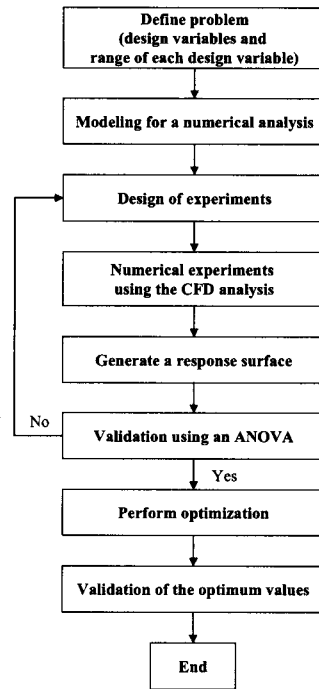 Define problem
(design variables and
range of each design variable)
Modeling for a numerical analysis
Design of experiments
Numerical experiments
using the CFD analysis
Generate a response surface
No
Validation using an ANOVA
Yes
Perform optimization
Validation of the optimum values
End